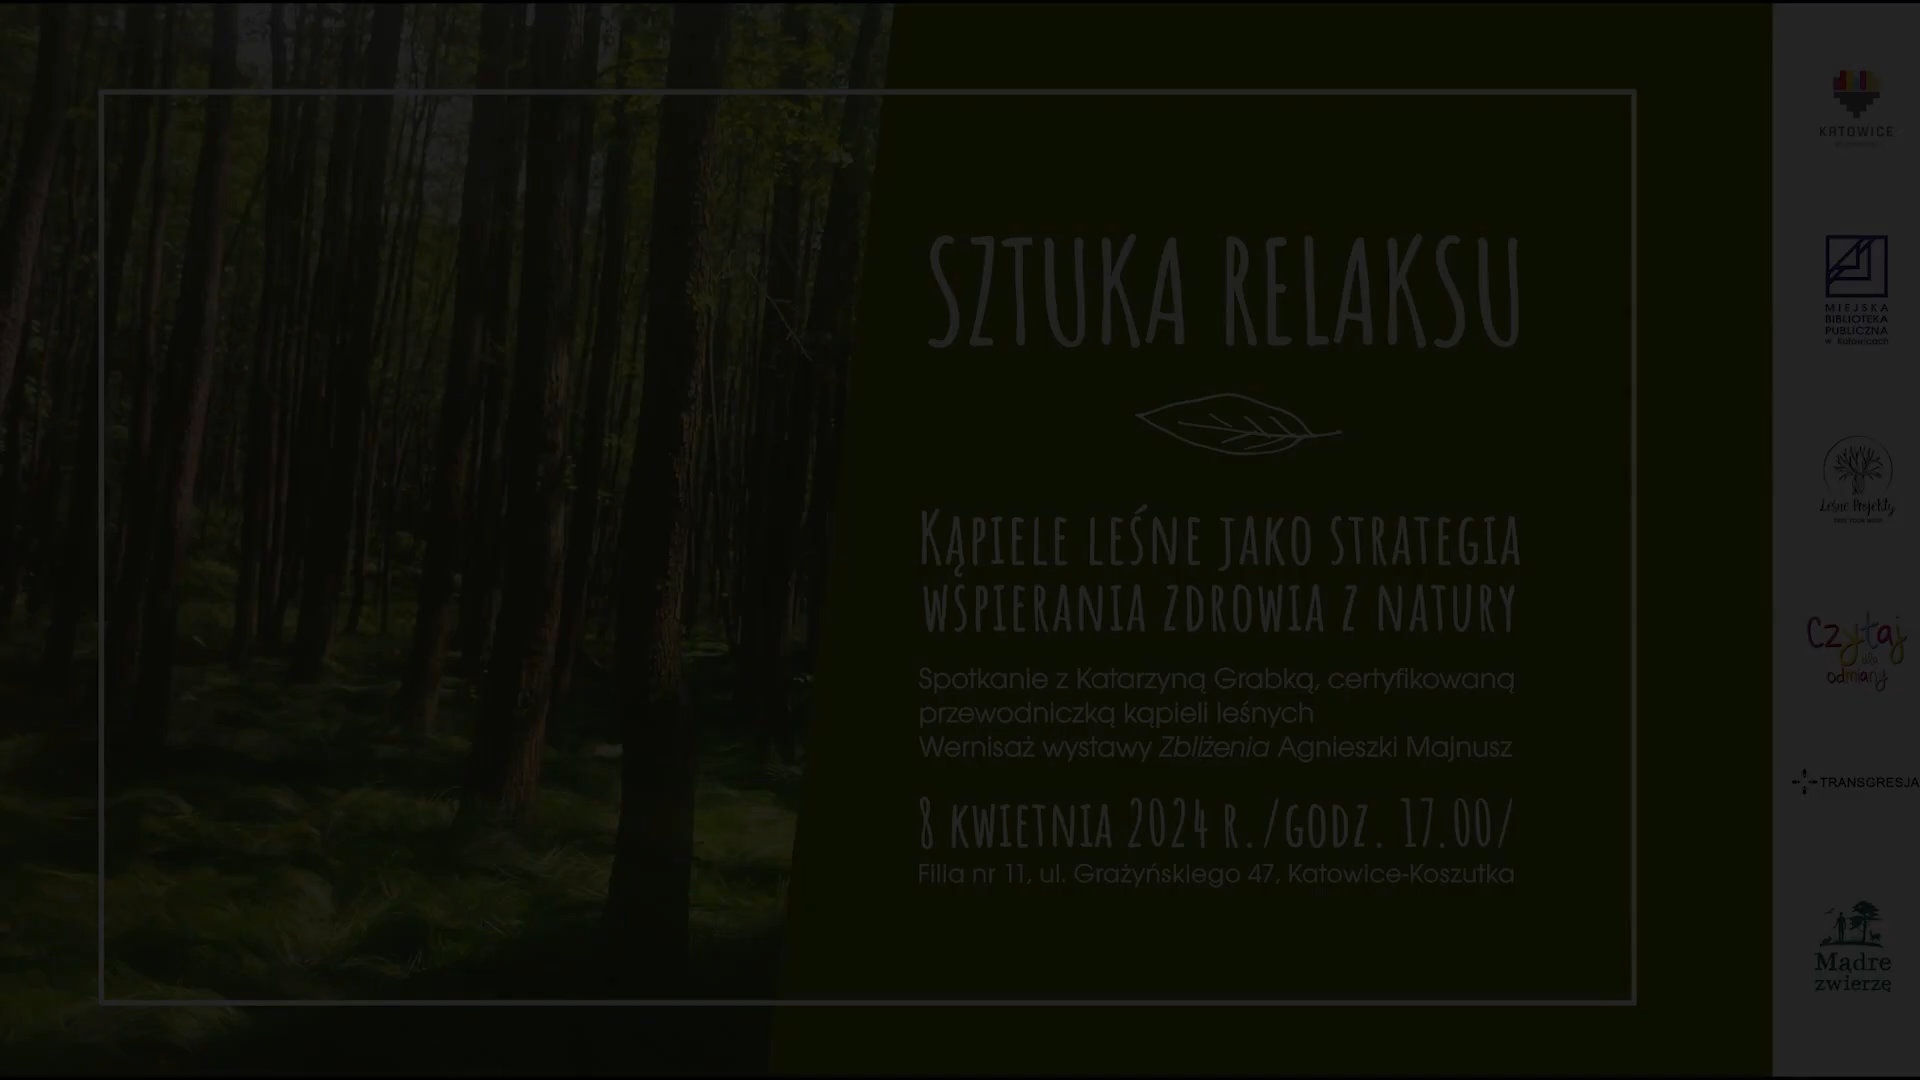 SZTUKA RELAKSU
KĄPIELE LEŚNE JAKO STRATEGIA
WSPIERANIA ZDROWIA Z NATURY
Spotkanie z Katarzyną Grabką, certyfikowaną
przewodniczką kąpieli leśnych
Wernisaż wystawy Zbliżenia Agnieszki Majnusz
8 KWIETNIA 2024 R. /GODZ. 17.00/
Filia nr 11, ul. Grażyńskiego 47, Katowice-Koszutka
KATOWICE
MIEJSKA
BIBLIOTEKA
PUBLICZNA
w Katowicach
Leśne Projekty
Czytaj
dla
odmiany
TRANSGRESJA
Mądre
zwierzę